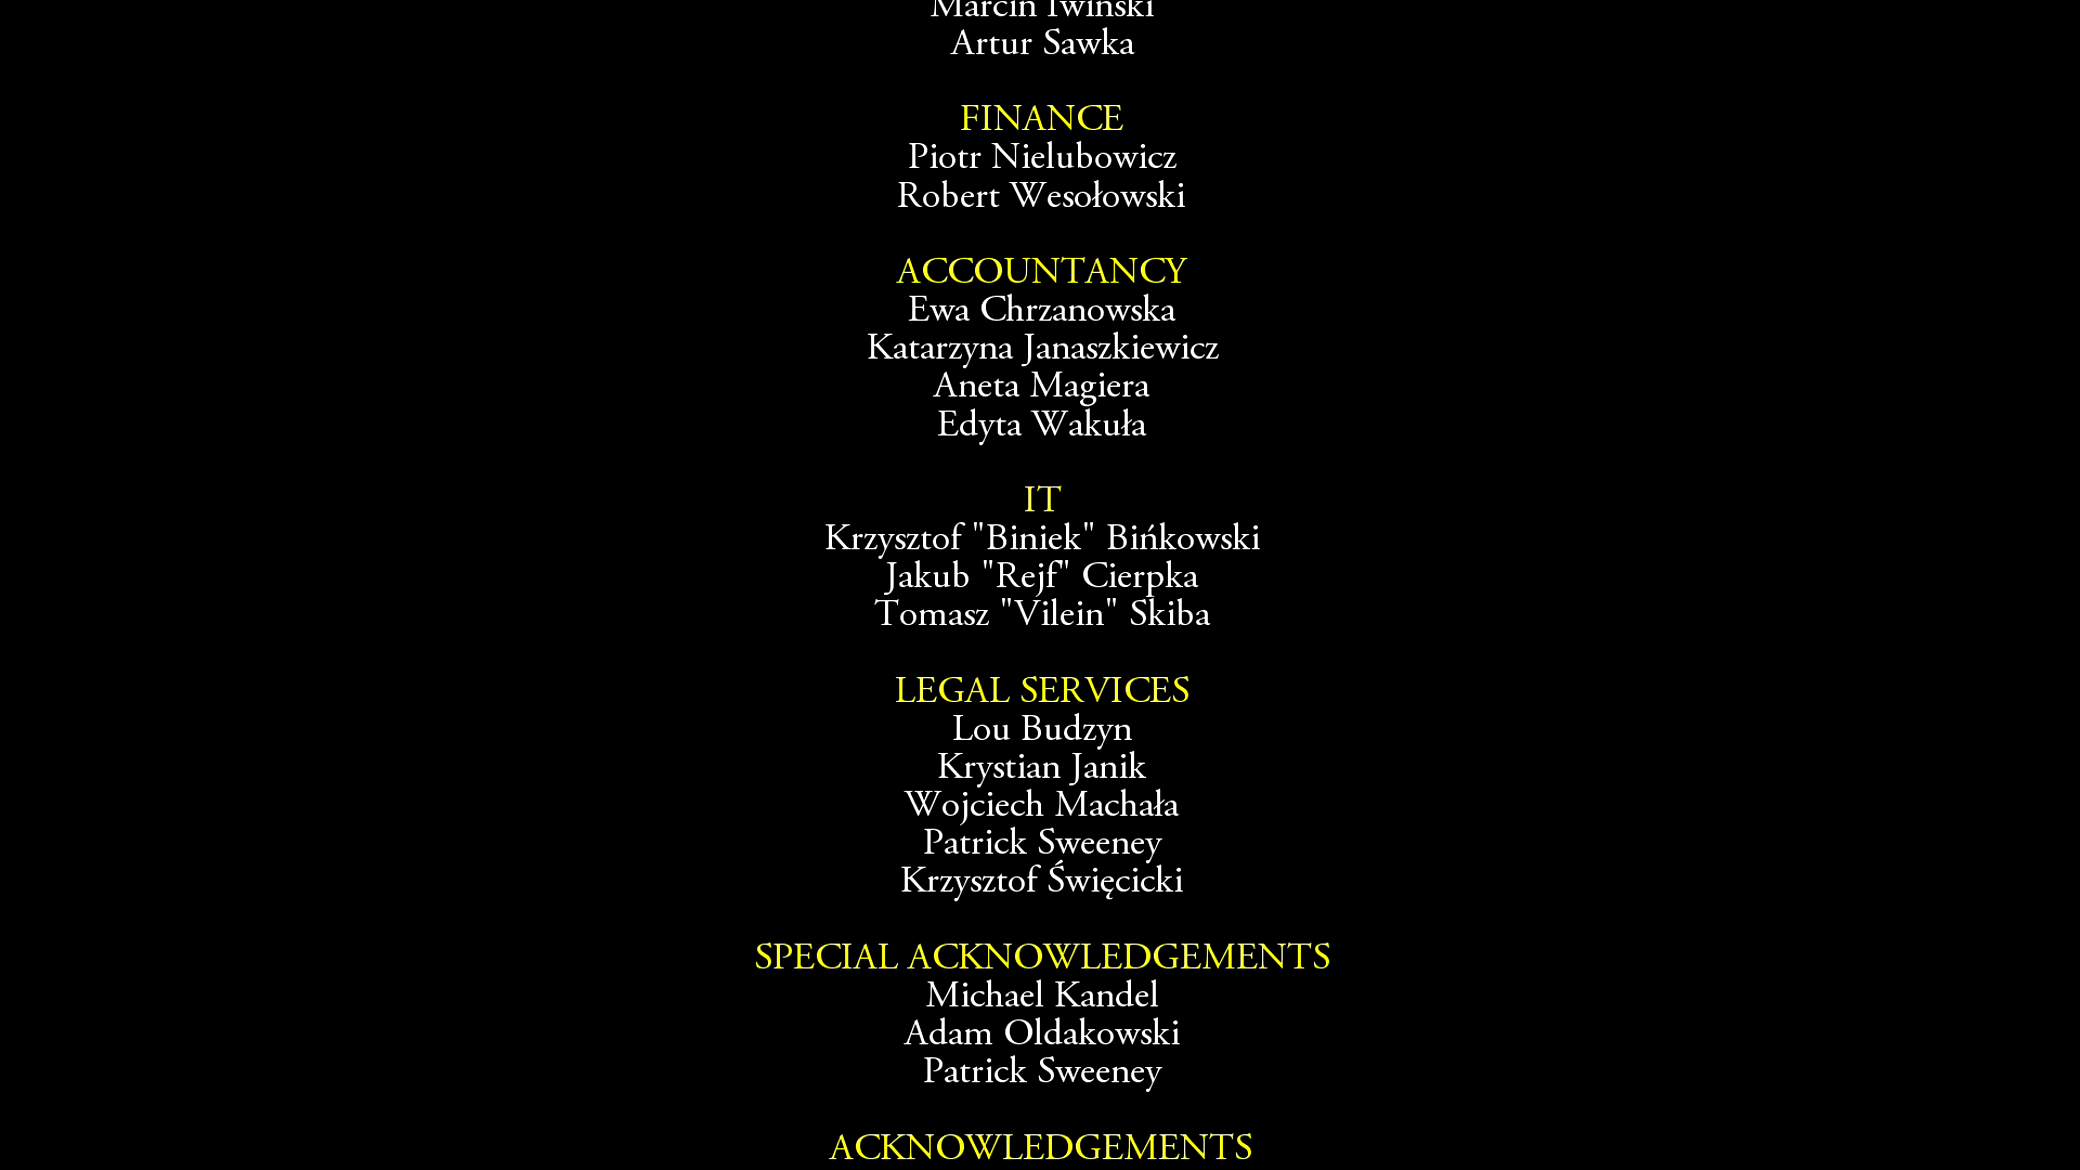 Marcin Iwiński
Artur Sawka
FINANCE
Piotr Nielubowicz
Robert Wesołowski
ACCOUNTANCY
Ewa Chrzanowska
Katarzyna Janaszkiewicz
Aneta Magiera
Edyta Wakuła
IT
Krzysztof "Biniek" Bińkowski
Jakub "Rejf" Cierpka
Tomasz "Vilein" Skiba
LEGAL SERVICES
Lou Budzyn
Krystian Janik
Wojciech Machała
Patrick Sweeney
Krzysztof Święcicki
SPECIAL ACKNOWLEDGEMENTS
Michael Kandel
Adam Oldakowski
Patrick Sweeney
ACKNOWLEDGEMENTS